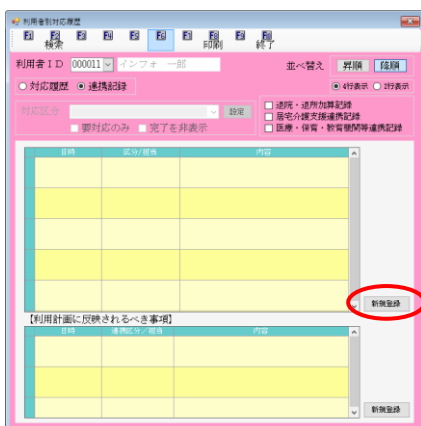 利用者別対応履歴
F1 F2 F3 F4 F5 F6 F7 F8 F9
検索 印刷 終了
利用者ID 000011 インフォ 一郎 並べ替え 昇順 降順
対応履歴 連携記録 4行表示 2行表示
対応区分 設定 退院・退所加算記録
居宅介護支援連携記録
要対応のみ 完了を非表示 医療・保育・教育機関等連携記録
日時 区分/担当 内容
新規登録
【利用計画に反映されるべき事項】
日時 連携区分/担当 内容
新規登録